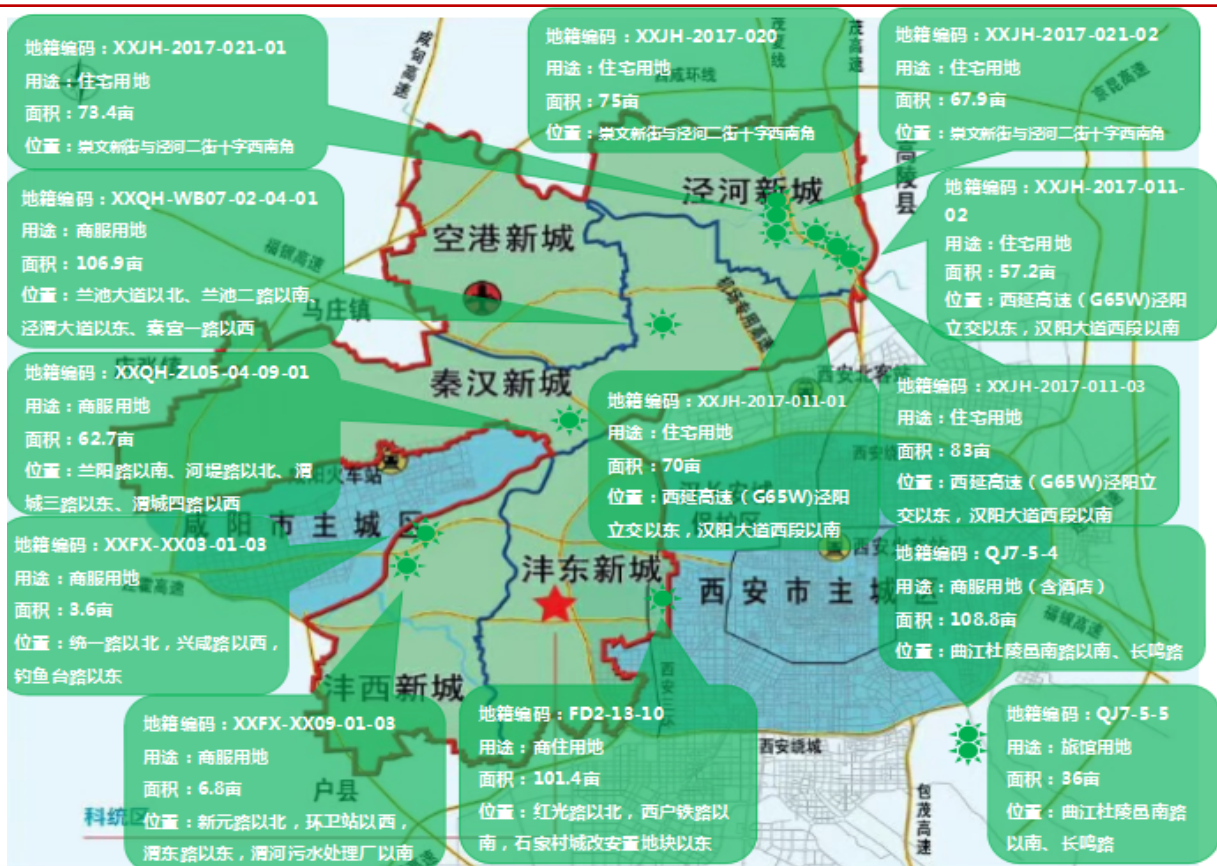 地籍编码：XXJH-2017-021-01
用途：住宅用地
面积：73.4亩
位置：崇文新街与泾河二街十字西南角
地籍编码：XXJH-2017-020
用途：住宅用地
面积：75亩
位置：崇文新街与泾河二街十字西南角
地籍编码：XXJH-2017-021-02
用途：住宅用地
面积：67.9亩
位置：崇文新街与泾河二街十字西南角
咸旬高速
西咸环线
茂高速
京昆高速
高陵县
泾河新城
空港新城
地籍编码：XXQH-WB07-02-04-01
用途：商服用地
面积：106.9亩
位置：兰池大道以北、兰池二路以南、
泾渭大道以东、秦宫一路以西
福银高速
马庄镇
机场专用高速
地籍编码：XXJH-2017-011-
02
用途：住宅用地
面积：57.2亩
位置：西延高速（G65W)泾阳
立交以东，汉阳大道西段以南
秦汉新城
地籍编码：XXQH-ZL05-04-09-01
用途：商服用地
面积：62.7亩
位置：兰阳路以南、河堤路以北、渭
城三路以东、渭城四路以西
咸阳火车站
西安北客站
地籍编码：XXJH-2017-011-01
用途：住宅用地
面积：70亩
位置：西延高速（G65W)泾阳
立交以东，汉阳大道西段以南
地籍编码：XXJH-2017-011-03
用途：住宅用地
面积：83亩
位置：西延高速（G65W)泾阳立
交以东，汉阳大道西段以南
咸阳市主城区
地籍编码：XXFX-XX03-01-03
用途：商服用地
面积：3.6亩
位置：统一路以北，兴咸路以西，
钓鱼台路以东
沣东新城
西安市主城区
地籍编码：QJ7-5-4
用途：商服用地（含酒店）
面积：108.8亩
位置：曲江杜陵邑南路以南、长鸣路
福银高速
沣西新城
地籍编码：XXFX-XX09-01-03
用途：商服用地
面积：6.8亩
位置：新元路以北，环卫站以西，
渭东路以东，渭河污水处理厂以南
户县
科统区
地籍编码：FD2-13-10
用途：商住用地
面积：101.4亩
位置：红光路以北，西户铁路以
南，石家村城改安置地块以东
西安绕城
包茂高速
地籍编码：QJ7-5-5
用途：旅馆用地
面积：36亩
位置：曲江杜陵邑南路
以南、长鸣路